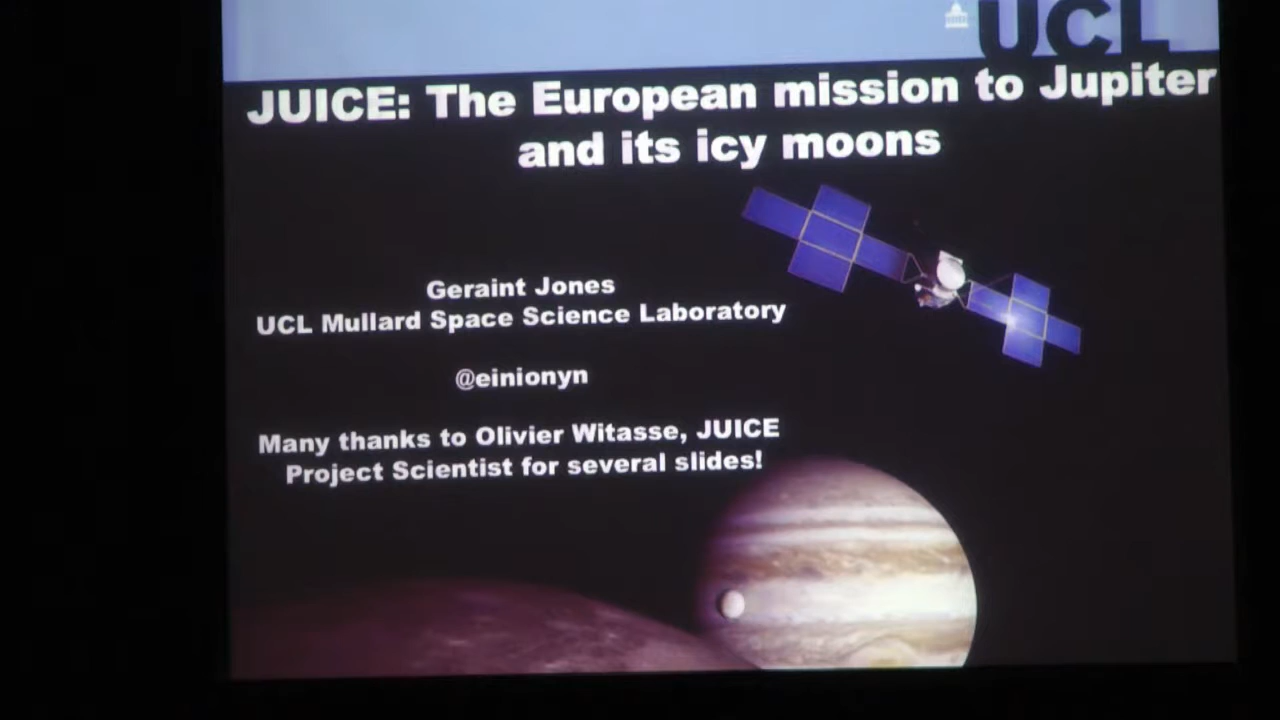 UCL
JUICE: The European mission to Jupiter
and its icy moons
Geraint Jones
UCL Mullard Space Science Laboratory
@einionyn
Many thanks to Olivier Witasse, JUICE
Project Scientist for several slides!